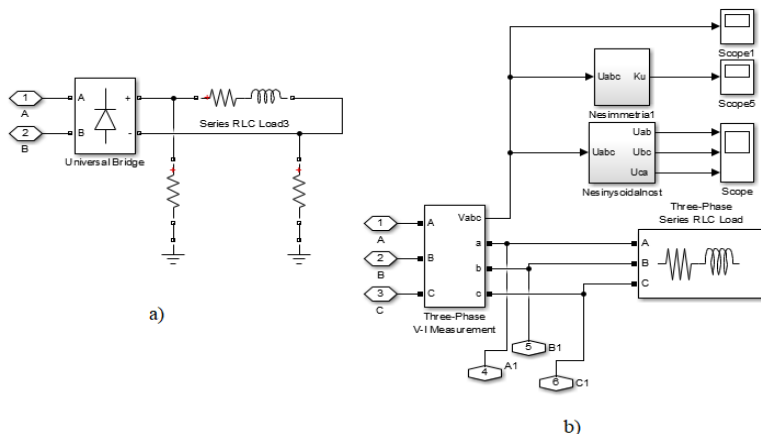 1
A
2
B
A
B
+
-
Universal Bridge
Series RLC Load3
a)
Scope1
Uabc
Ku
Nesimmetria1
Scope5
Uabc
Uab
Ubc
Uca
Nesinysoidalnost
Scope
Three-Phase
Series RLC Load
A
B
C
1
A
2
B
3
C
A
B
C
Vabc
a
b
c
Three-Phase
V-I Measurement
4
A1
5
B1
6
C1
b)